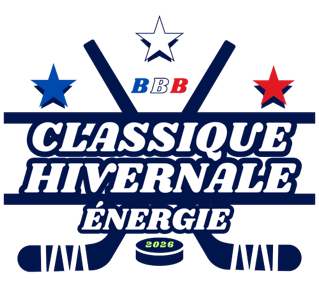 BBB
CLASSIQUE
HIVERNALE
ÉNERGIE
2026